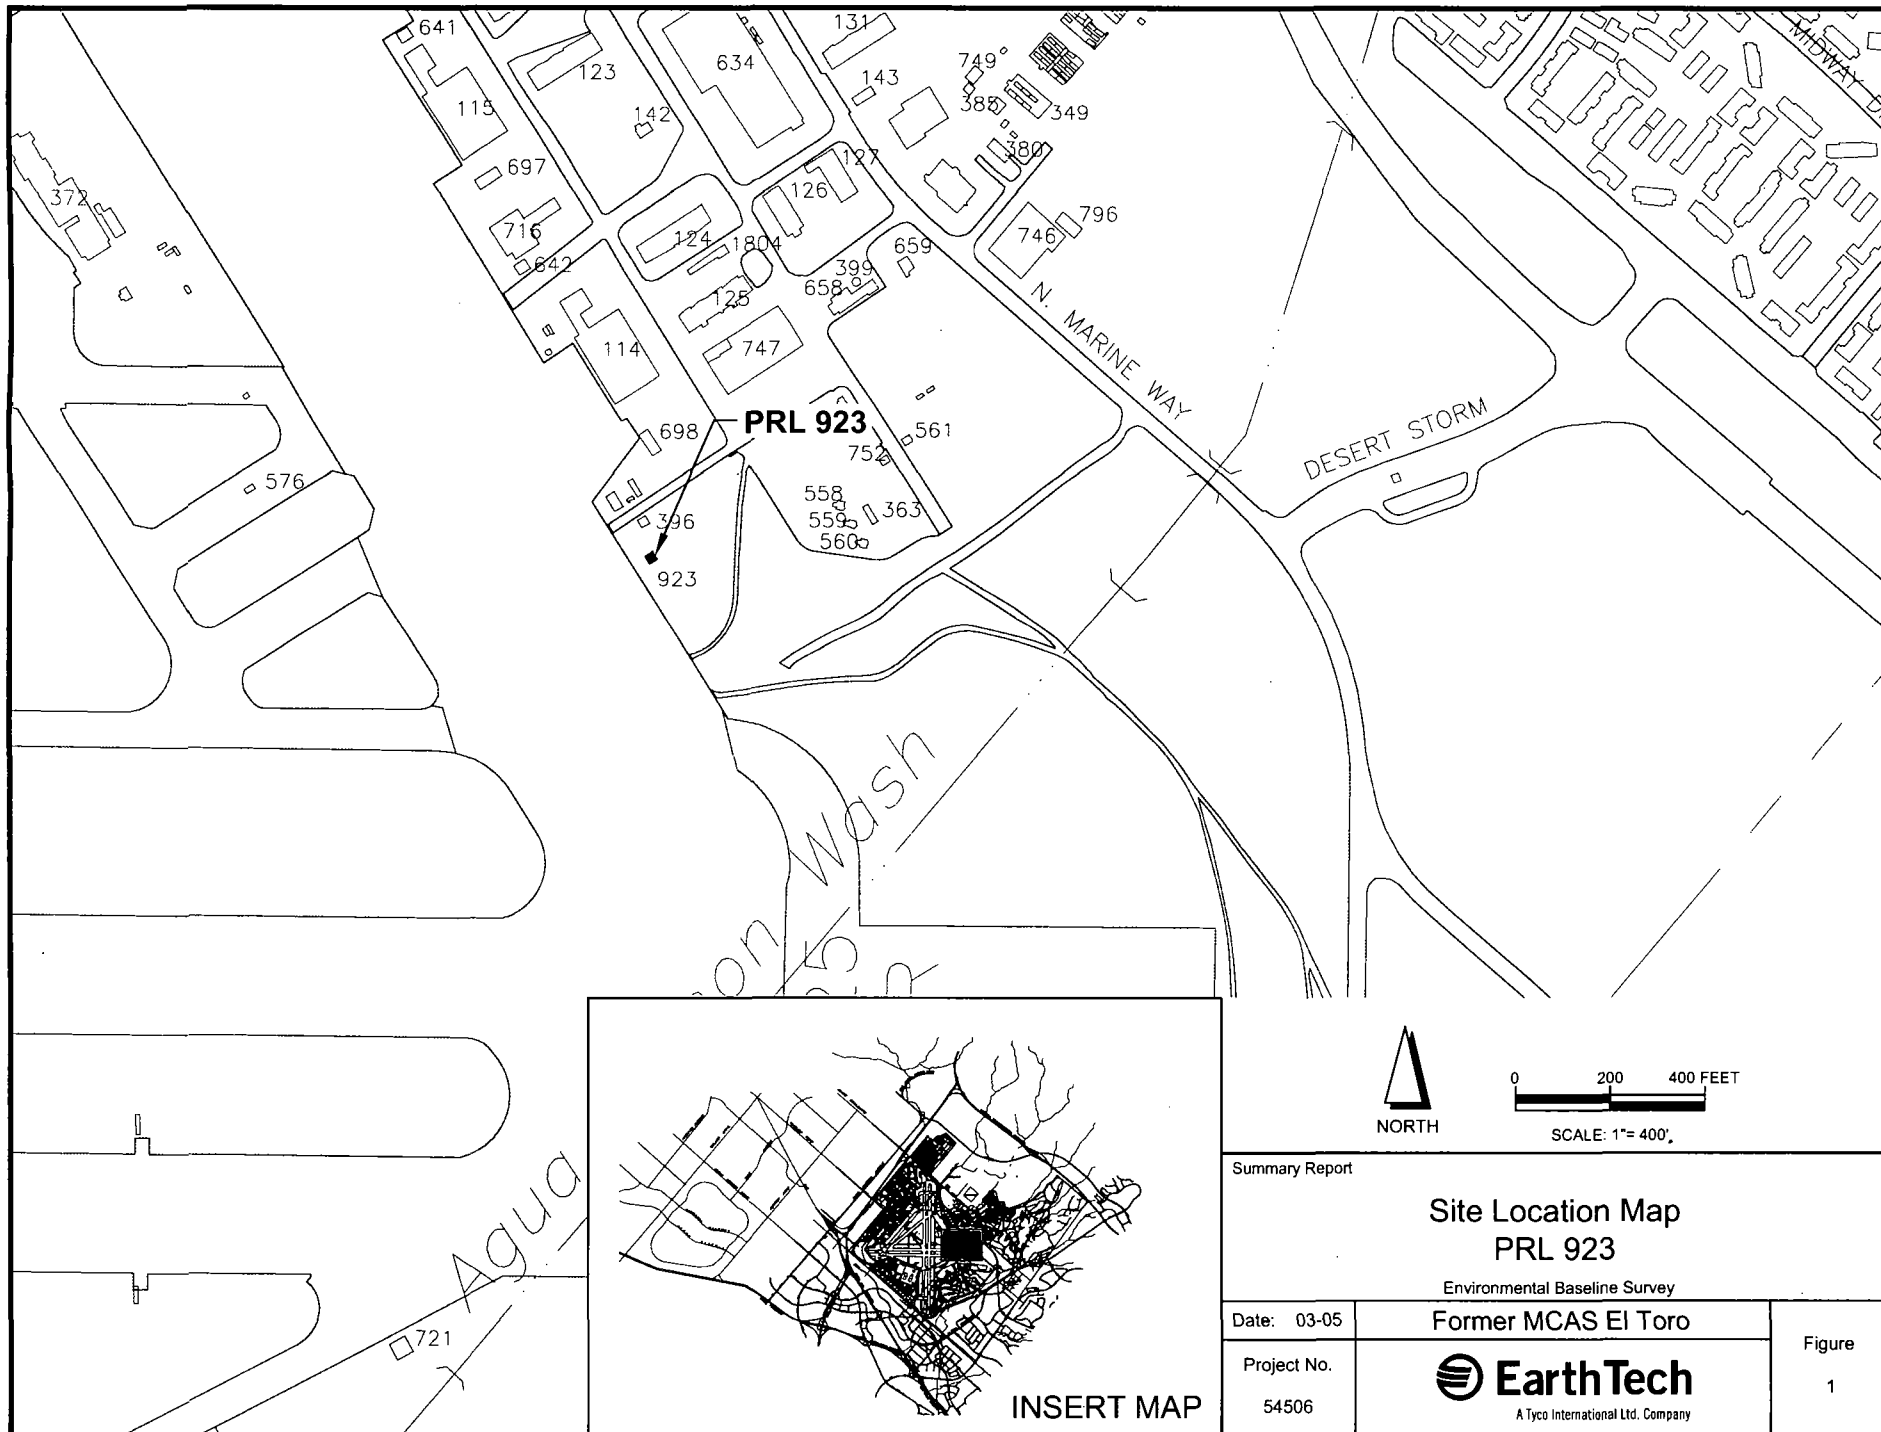 641
131
123
634
749
MIDWAY
143
115
385
349
142
380
697
127
372
126
716
796
746
124
1804
659
642
399
658
125
N. MARINE WAY
114
747
DESERT STORM
PRL 923
698
561
752
576
558
363
396
559
560
923
Wash
Agua
721
INSERT MAP
NORTH
0 200 400 FEET
SCALE: 1"= 400'
Summary Report
Site Location Map
PRL 923
Environmental Baseline Survey
Date: 03-05
Former MCAS El Toro
Project No.
54506
EarthTech
A Tyco International Ltd. Company
Figure
1